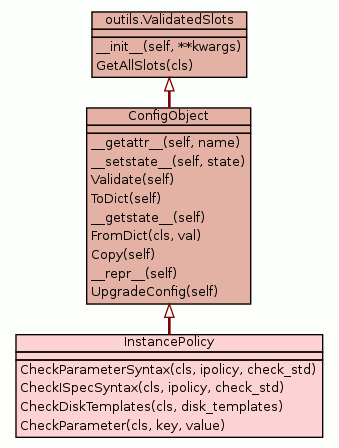 outils.ValidatedSlots
__init__(self, **kwargs)
GetAllSlots(cls)
ConfigObject
__getattr__(self, name)
__setstate__(self, state)
Validate(self)
ToDict(self)
__getstate__(self)
FromDict(cls, val)
Copy(self)
__repr__(self)
UpgradeConfig(self)
InstancePolicy
CheckParameterSyntax(cls, ipolicy, check_std)
CheckISpecSyntax(cls, ipolicy, check_std)
CheckDiskTemplates(cls, disk_templates)
CheckParameter(cls, key, value)